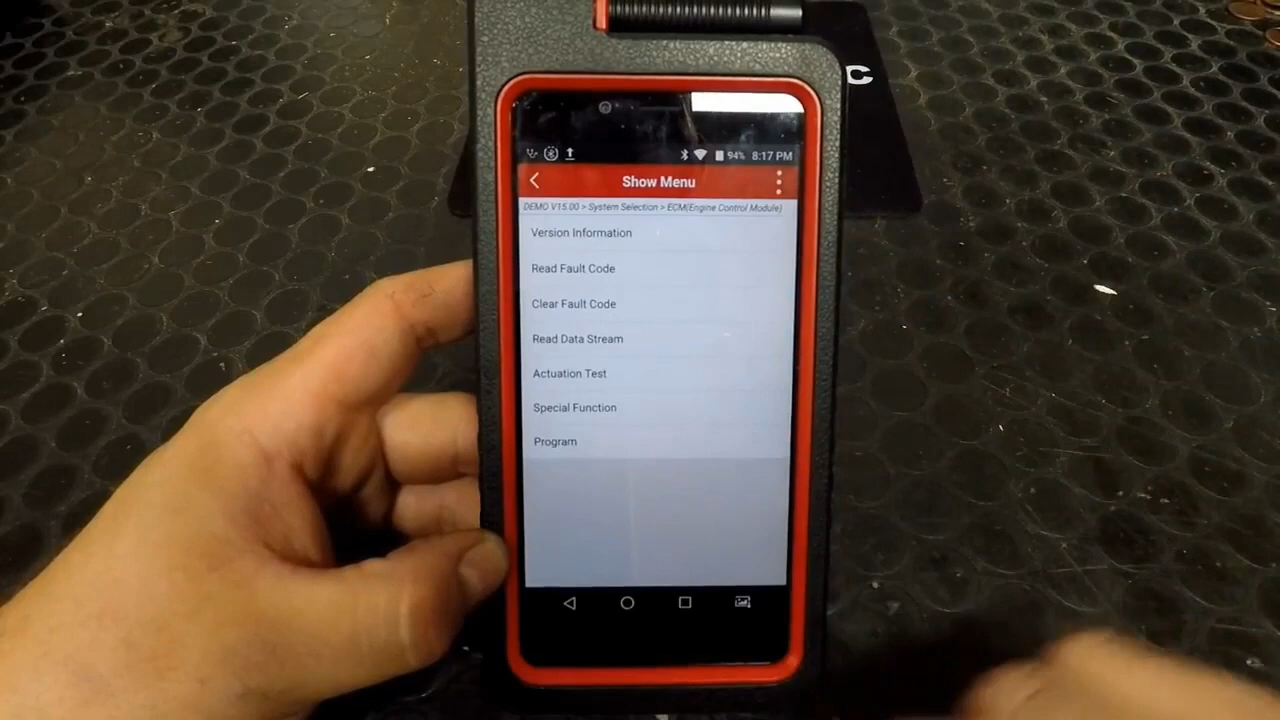 C
94% 8:17 PM
Show Menu
DEMO V15.00 > System Selection > ECM(Engine Control Module)
Version Information
Read Fault Code
Clear Fault Code
Read Data Stream
Actuation Test
Special Function
Program